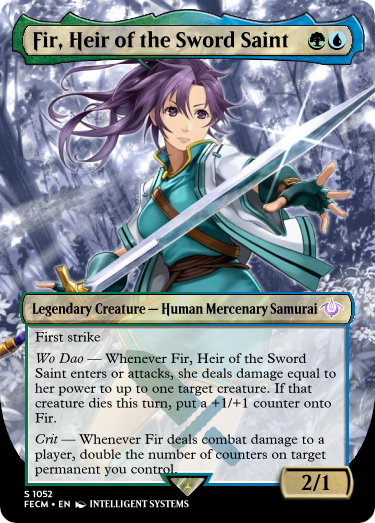 Fir, Heir of the Sword Saint
Legendary Creature — Human Mercenary Samurai
First strike
Wo Dao — Whenever Fir, Heir of the Sword
Saint enters or attacks, she deals damage equal to
her power to up to one target creature. If that
creature dies this turn, put a +1/+1 counter onto
Fir.
Crit — Whenever Fir deals combat damage to a
player, double the number of counters on target
permanent you control.
2/1
S 1052
FECM • EN INTELLIGENT SYSTEMS